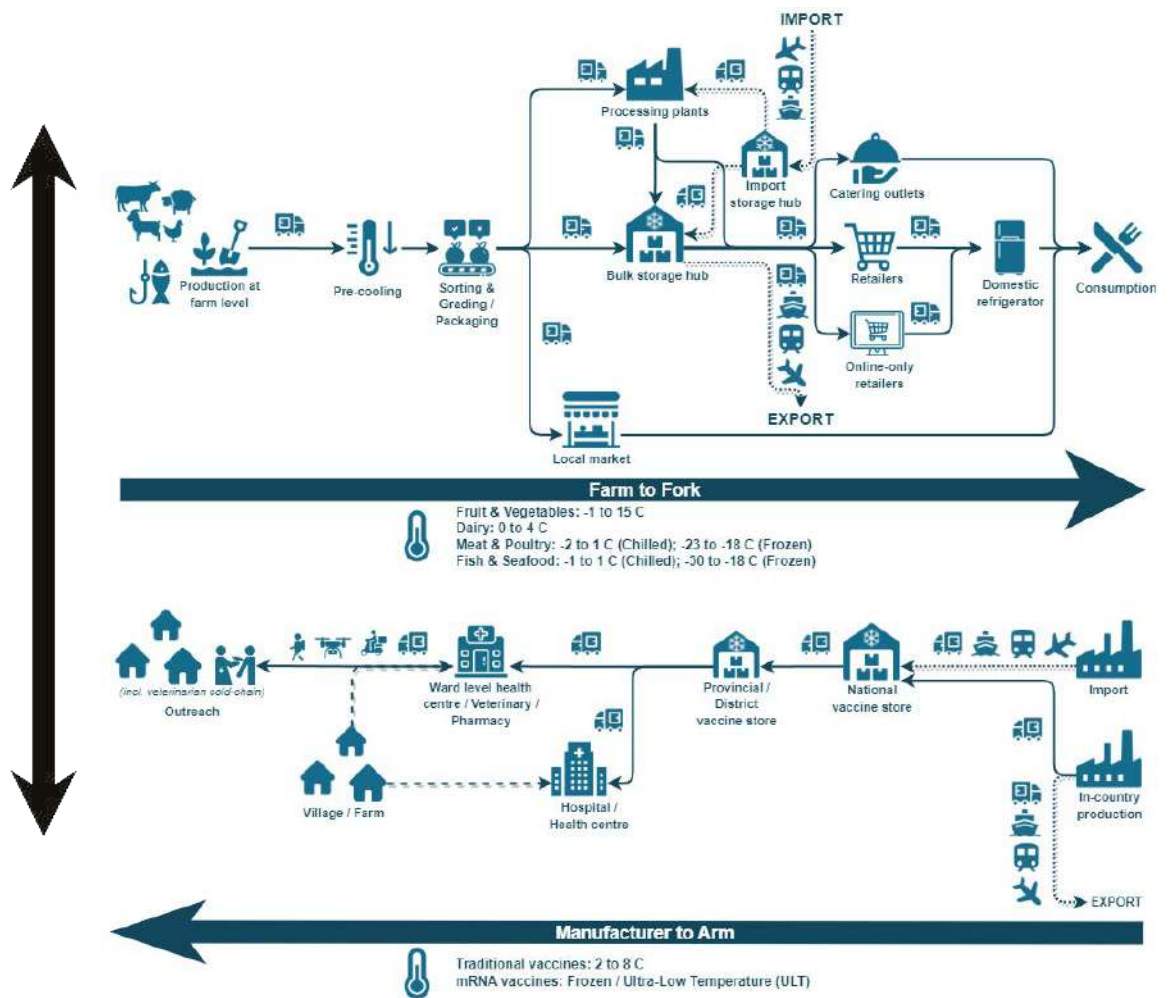 IMPORT
Processing plants
Import
storage hub
Catering outlets
Production at
farm level
Pre-cooling
Sorting &
Grading /
Packaging
Bulk storage hub
Retailers
Domestic
refrigerator
Consumption
Online-only
retailers
EXPORT
Local market
Farm to Fork
Fruit & Vegetables: -1 to 15 C
Dairy: 0 to 4 C
Meat & Poultry: -2 to 1 C (Chilled); -23 to -18 C (Frozen)
Fish & Seafood: -1 to 1 C (Chilled); -30 to -18 C (Frozen)
(incl. veterinarian cold-chain)
Outreach
Ward level health
centre / Veterinary /
Pharmacy
Provincial /
District
vaccine store
National
vaccine store
Import
Village / Farm
Hospital /
Health centre
In-country
production
EXPORT
Manufacturer to Arm
Traditional vaccines: 2 to 8 C
mRNA vaccines: Frozen / Ultra-Low Temperature (ULT)